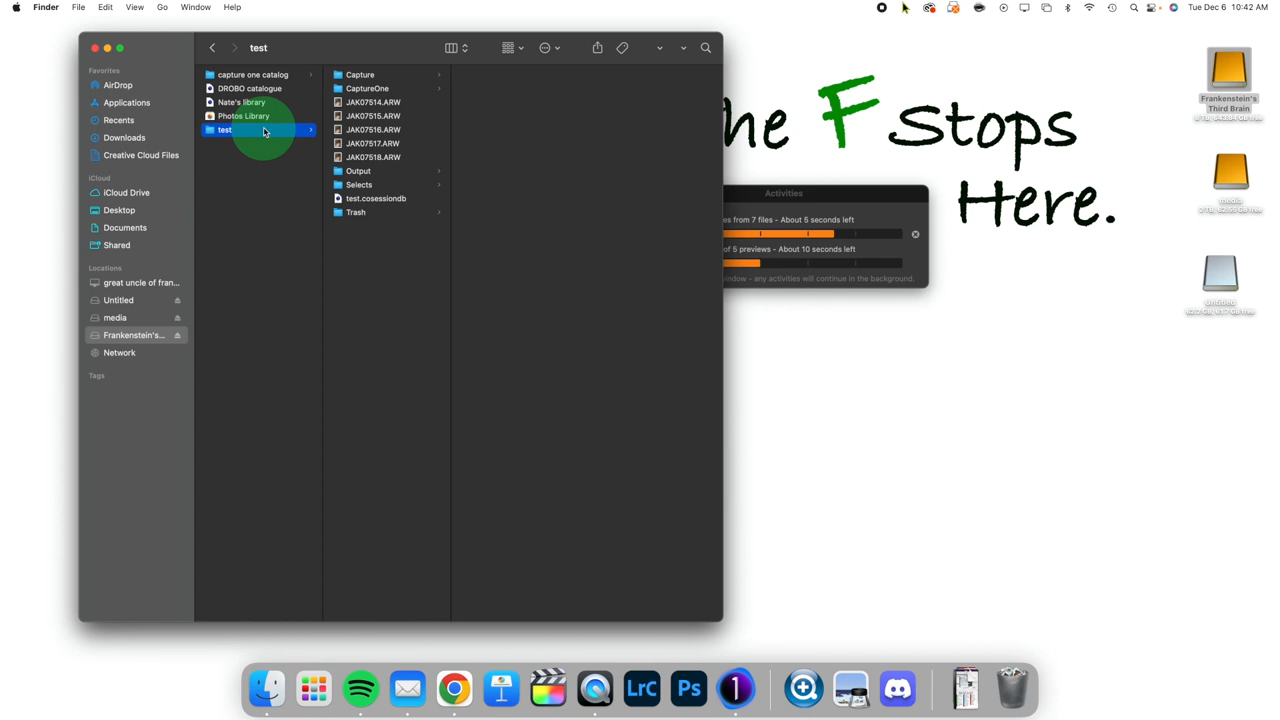 Finder File Edit View Go Window Help
Tue Dec 6 10:42 AM
test
Favorites
AirDrop
Applications
Recents
Downloads
Creative Cloud Files
iCloud
iCloud Drive
Desktop
Documents
Shared
Locations
great uncle of fran...
Untitled
media
Frankenstein's...
Network
Tags
capture one catalog
DROBO catalogue
Nate's library
Photos Library
test
Capture
CaptureOne
JAK07514.ARW
JAK07515.ARW
JAK07516.ARW
JAK07517.ARW
JAK07518.ARW
Output
Selects
test.cosessiondb
Trash
he F Stops
Here.
Activities
es from 7 files - About 5 seconds left
of 5 previews - About 10 seconds left
indow - any activities will continue in the background.
Frankenstein's
Third Brain
media
Untitled
LrC
Ps
1